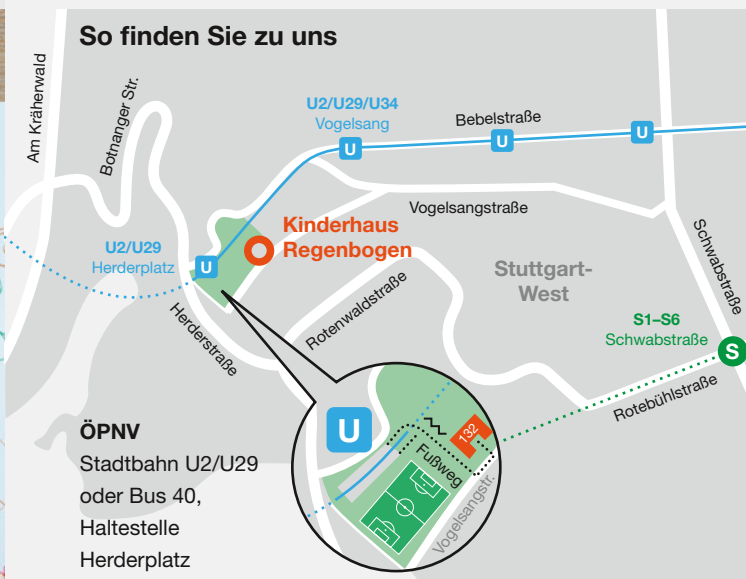 So finden Sie zu uns
Am Kräherwald
Botnanger Str.
U2/U29/U34
Vogelsang
Bebelstraße
U
U
U
Vogelsangstraße
Kinderhaus
Regenbogen
U2/U29
Herderplatz
U
Stuttgart-
West
Schwabstraße
Herderstraße
Rotenwaldstraße
S1–S6
Schwabstraße
S
Rotebühlstraße
U
132
Fußweg
Vogelsangstr.
ÖPNV
Stadtbahn U2/U29
oder Bus 40,
Haltestelle
Herderplatz